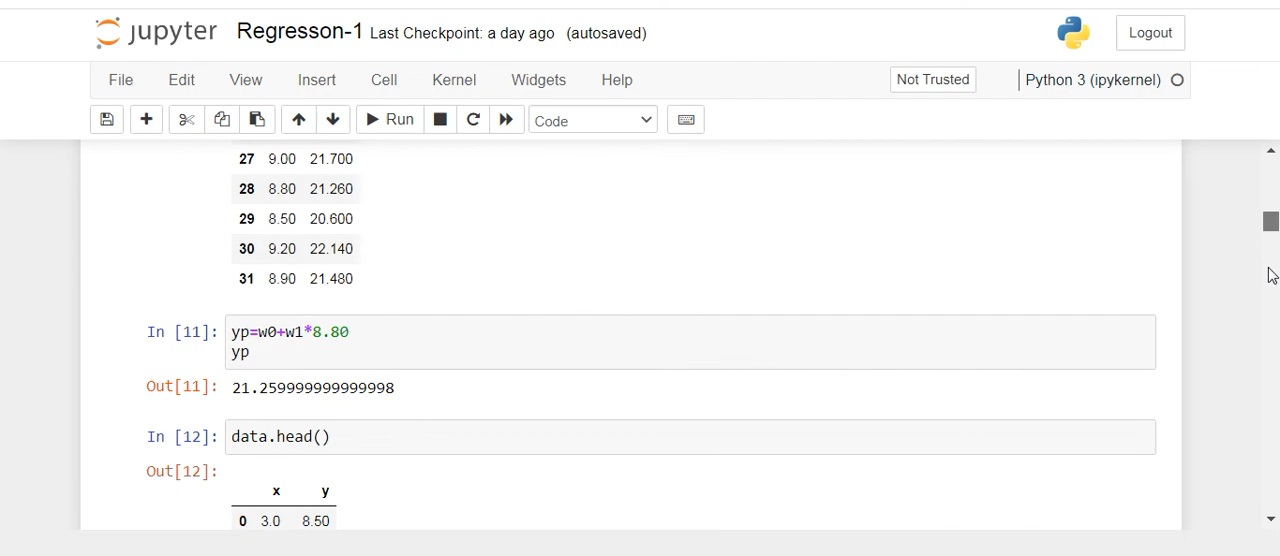 jupyter Regresson-1 Last Checkpoint: a day ago (autosaved) Logout
File Edit View Insert Cell Kernel Widgets Help Not Trusted Python 3 (ipykernel)
Run Code
27 9.00 21.700
28 8.80 21.260
29 8.50 20.600
30 9.20 22.140
31 8.90 21.480
In [11]: yp=w0+w1*8.80
yp
Out[11]: 21.259999999999998
In [12]: data.head()
Out[12]:
x y
0 3.0 8.50